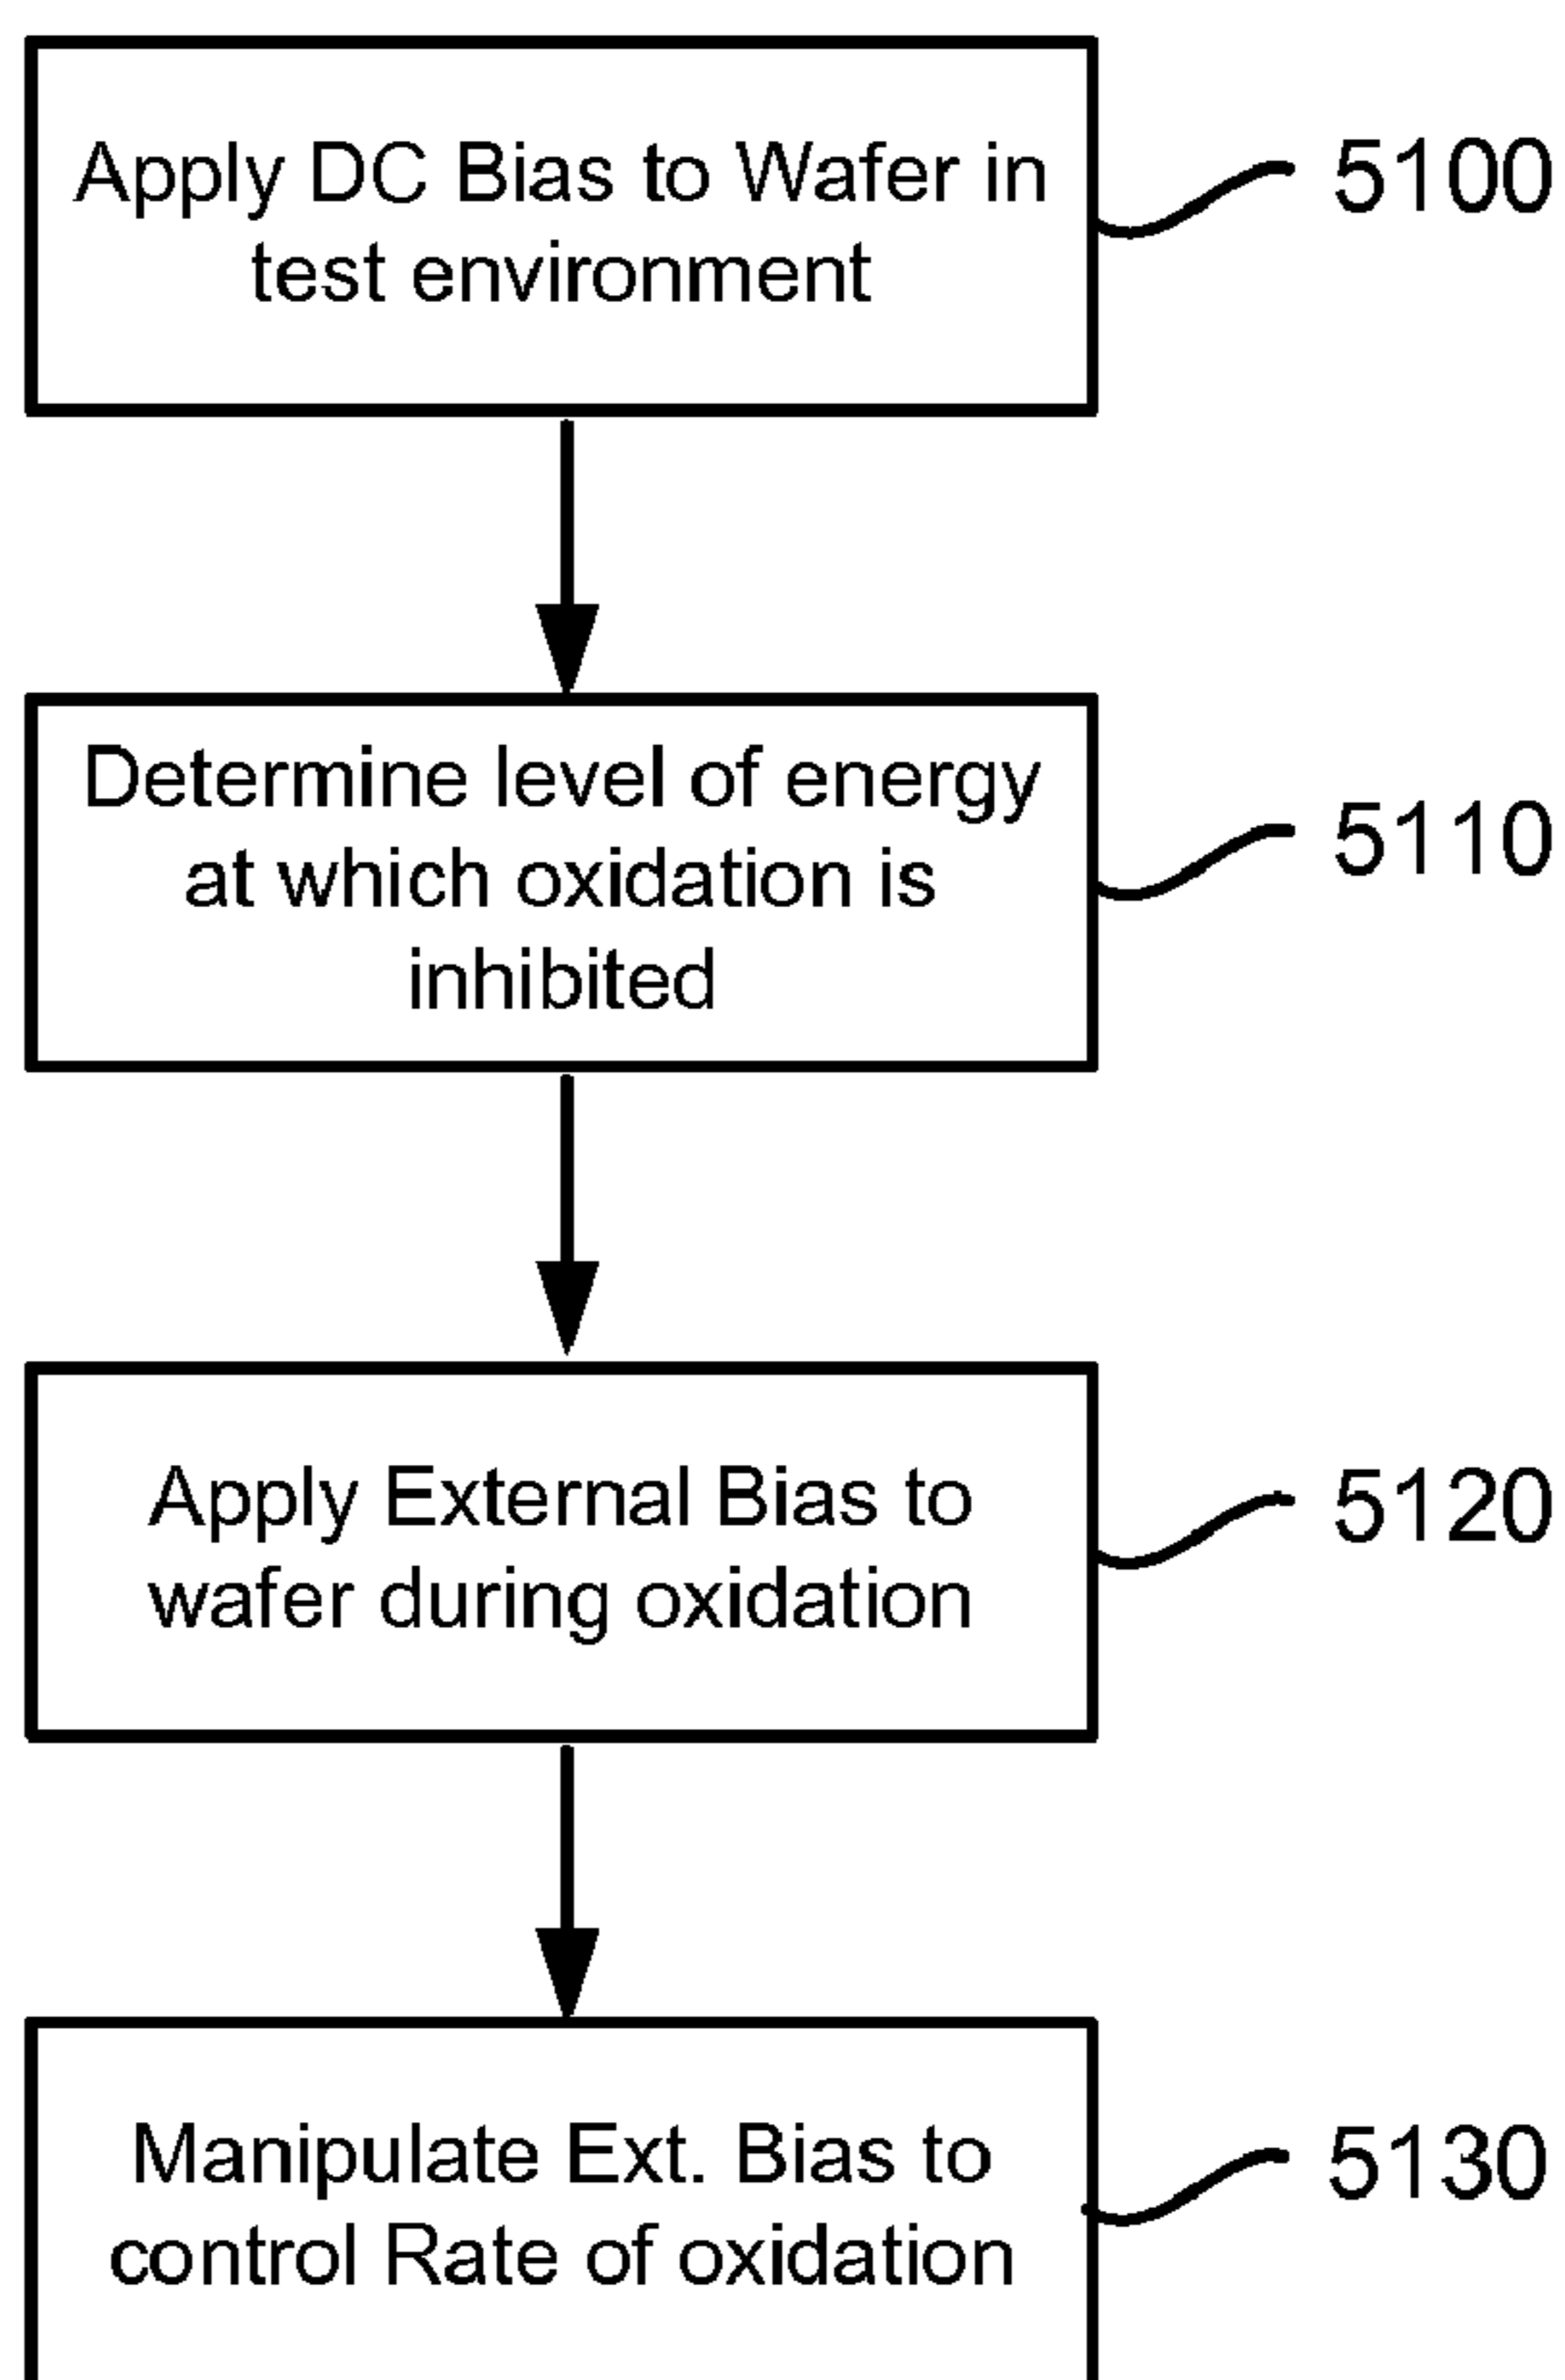 Apply DC Bias to Wafer in
test environment
5100
Determine level of energy
at which oxidation is
inhibited
5110
Apply External Bias to
wafer during oxidation
5120
Manipulate Ext. Bias to
control Rate of oxidation
5130